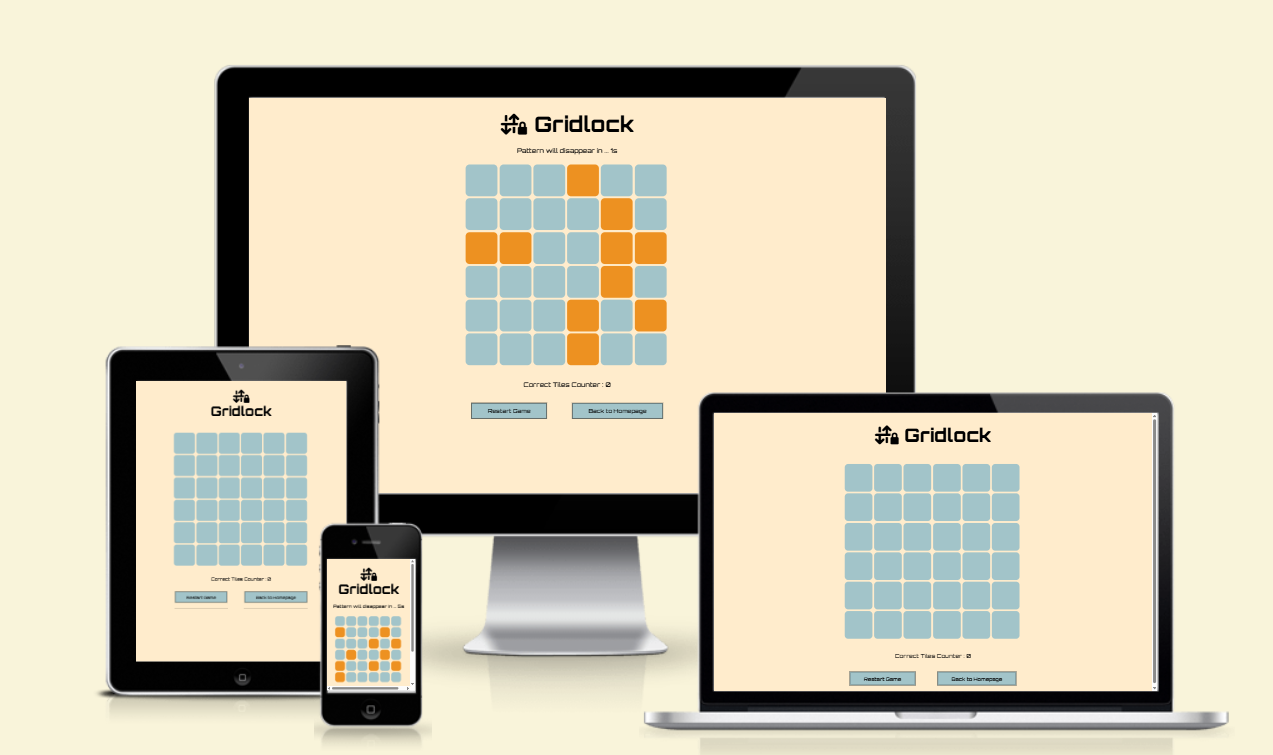 Gridlock
Pattern will disappear in ... 1s
Correct Tiles Counter : 0
Restart Game
Back to Homepage
Gridlock
Correct Tiles Counter : 0
Restart Game
Back to Homepage
Gridlock
Pattern will disappear in ... 5s
Gridlock
Correct Tiles Counter : 0
Restart Game
Back to Homepage